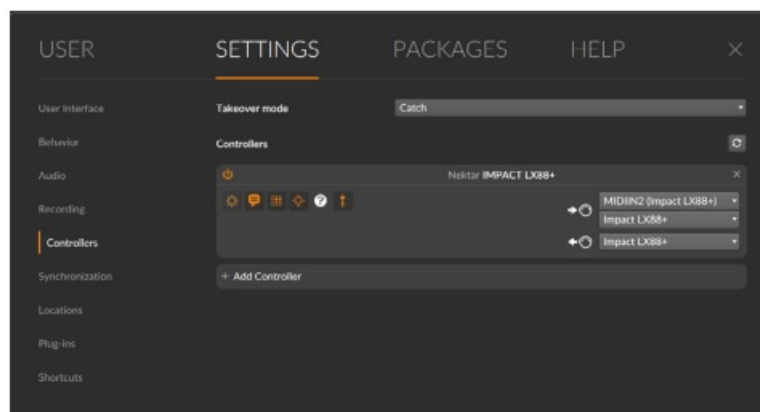 USER SETTINGS PACKAGES HELP
User Interface
Takeover mode Catch
Behavior
Controllers
Audio
Nektar IMPACT LX88+
Recording
MIDIIN2 (Impact LX88+)
Impact LX88+
Controllers
Impact LX88+
Synchronization
+ Add Controller
Locations
Plug-ins
Shortcuts